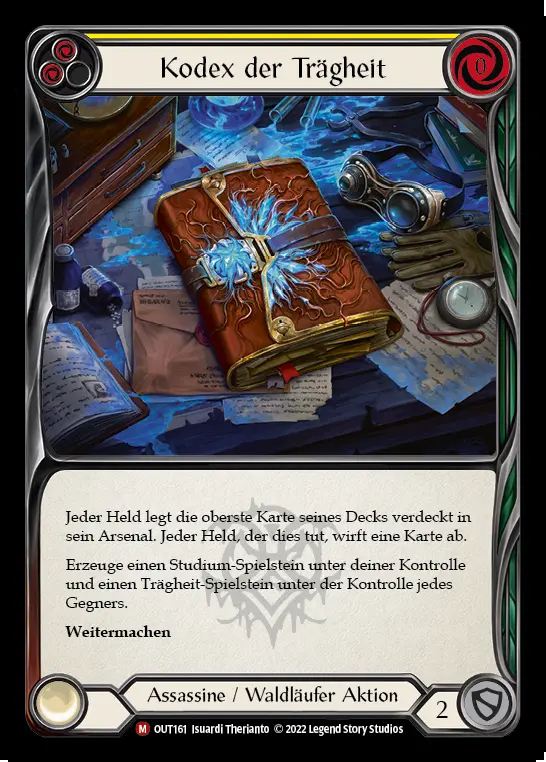 Kodex der Trägheit
0
Jeder Held legt die oberste Karte seines Decks verdeckt in
sein Arsenal. Jeder Held, der dies tut, wirft eine Karte ab.
Erzeuge einen Studium-Spielstein unter deiner Kontrolle
und einen Trägheit-Spielstein unter der Kontrolle jedes
Gegners.
Weitermachen
Assassine / Waldläufer Aktion
2
M OUT161 Isuardi Therianto © 2022 Legend Story Studios